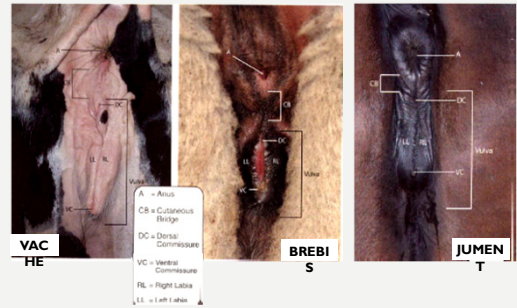 A
DC
LL
RL
Vulva
VC
VAC
HE
A = Anus
CB = Cutaneous
Bridge
DC = Dorsal
Commissure
VC = Ventral
Commissure
RL = Right Labia
LL = Left Labia
A
CB
DC
LL
RL
VC
Vulva
BREBI
S
A
CB
DC
LL
RL
Vulva
VC
JUMEN
T